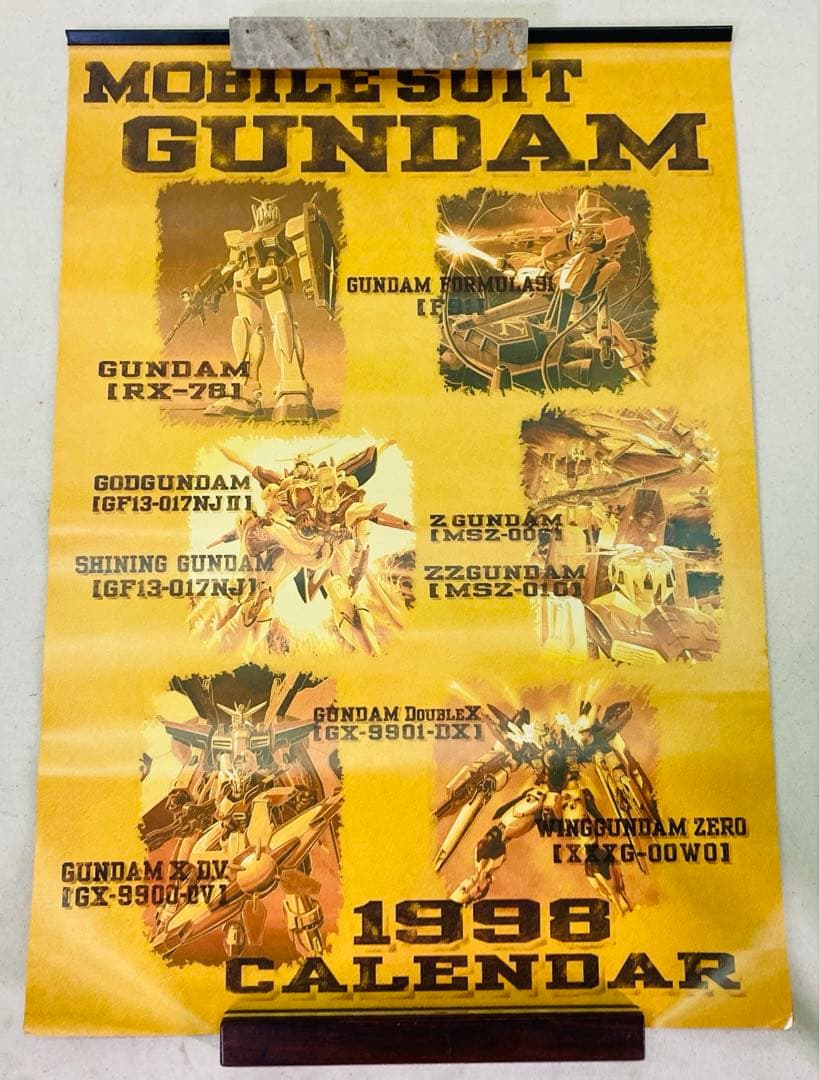 MOBILE SUIT
GUNDAM
GUNDAM FORMULA91
[F91]
GUNDAM
[RX-78]
GODGUNDAM
[GF13-017NJ II]
SHINING GUNDAM
[GF13-017NJ]
Z GUNDAM
[MSZ-006]
ZZGUNDAM
[MSZ-010]
GUNDAM DOUBLEX
[GX-9901-DX]
WINGGUNDAM ZERO
[XXXG-00W0]
GUNDAM X D.V.
[GX-9900-DV]
1998
CALENDAR